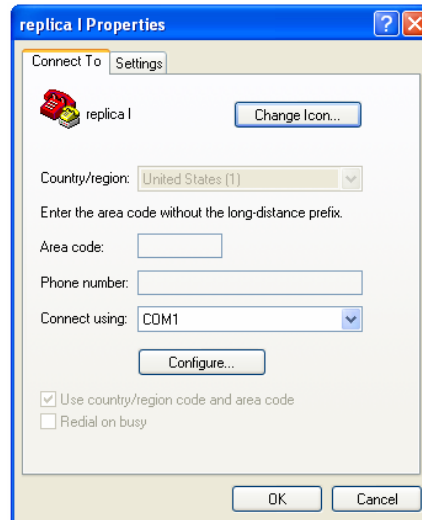 replica I Properties
Connect To Settings
replica I
Change Icon...
Country/region: United States (1)
Enter the area code without the long-distance prefix.
Area code:
Phone number:
Connect using: COM1
Configure...
Use country/region code and area code
Redial on busy
OK Cancel